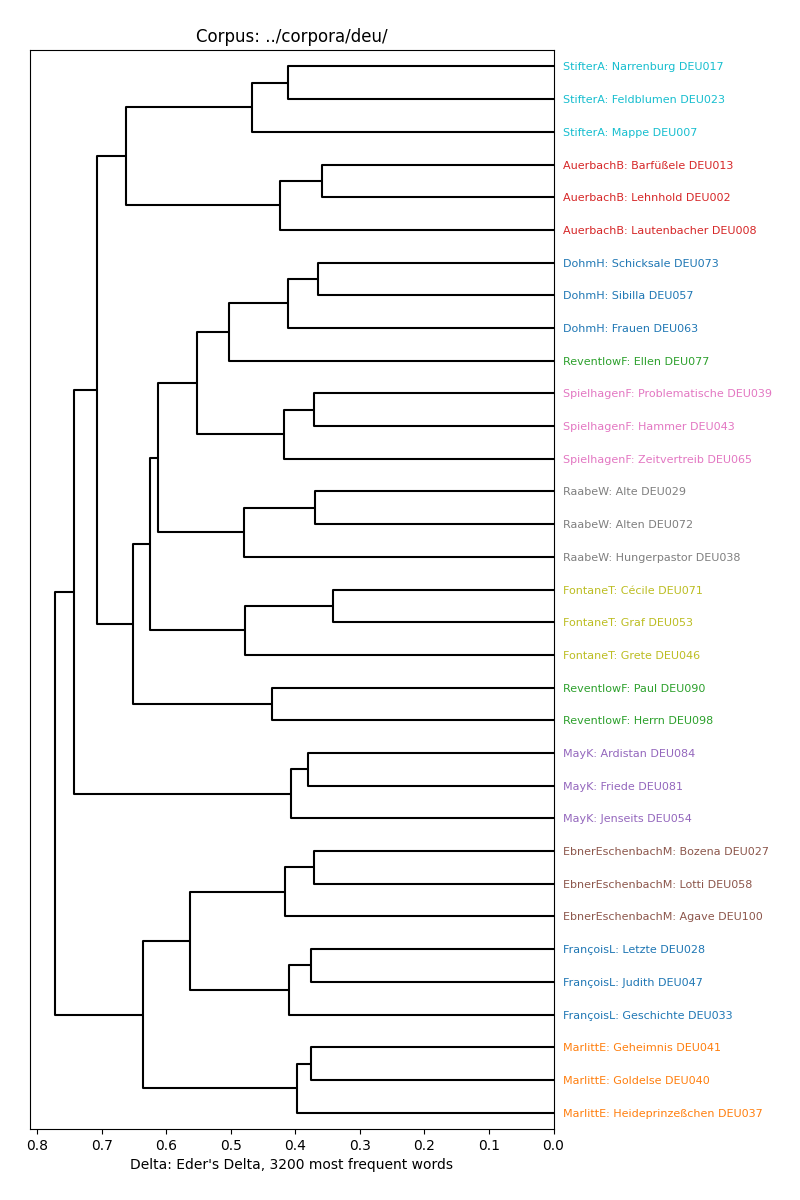 Corpus: ../corpora/deu/
StifterA: Narrenburg DEU017
StifterA: Feldblumen DEU023
StifterA: Mappe DEU007
AuerbachB: Barfüßele DEU013
AuerbachB: Lehnhold DEU002
AuerbachB: Lautenbacher DEU008
DohmH: Schicksale DEU073
DohmH: Sibilla DEU057
DohmH: Frauen DEU063
ReventlowF: Ellen DEU077
SpielhagenF: Problematische DEU039
SpielhagenF: Hammer DEU043
SpielhagenF: Zeitvertreib DEU065
RaabeW: Alte DEU029
RaabeW: Alten DEU072
RaabeW: Hungerpastor DEU038
FontaneT: Cécile DEU071
FontaneT: Graf DEU053
FontaneT: Grete DEU046
ReventlowF: Paul DEU090
ReventlowF: Herrn DEU098
MayK: Ardistan DEU084
MayK: Friede DEU081
MayK: Jenseits DEU054
EbnerEschenbachM: Bozena DEU027
EbnerEschenbachM: Lotti DEU058
EbnerEschenbachM: Agave DEU100
FrançoisL: Letzte DEU028
FrançoisL: Judith DEU047
FrançoisL: Geschichte DEU033
MarlittE: Geheimnis DEU041
MarlittE: Goldelse DEU040
MarlittE: Heideprinzeßchen DEU037
0.8 0.7 0.6 0.5 0.4 0.3 0.2 0.1 0.0
Delta: Eder's Delta, 3200 most frequent words